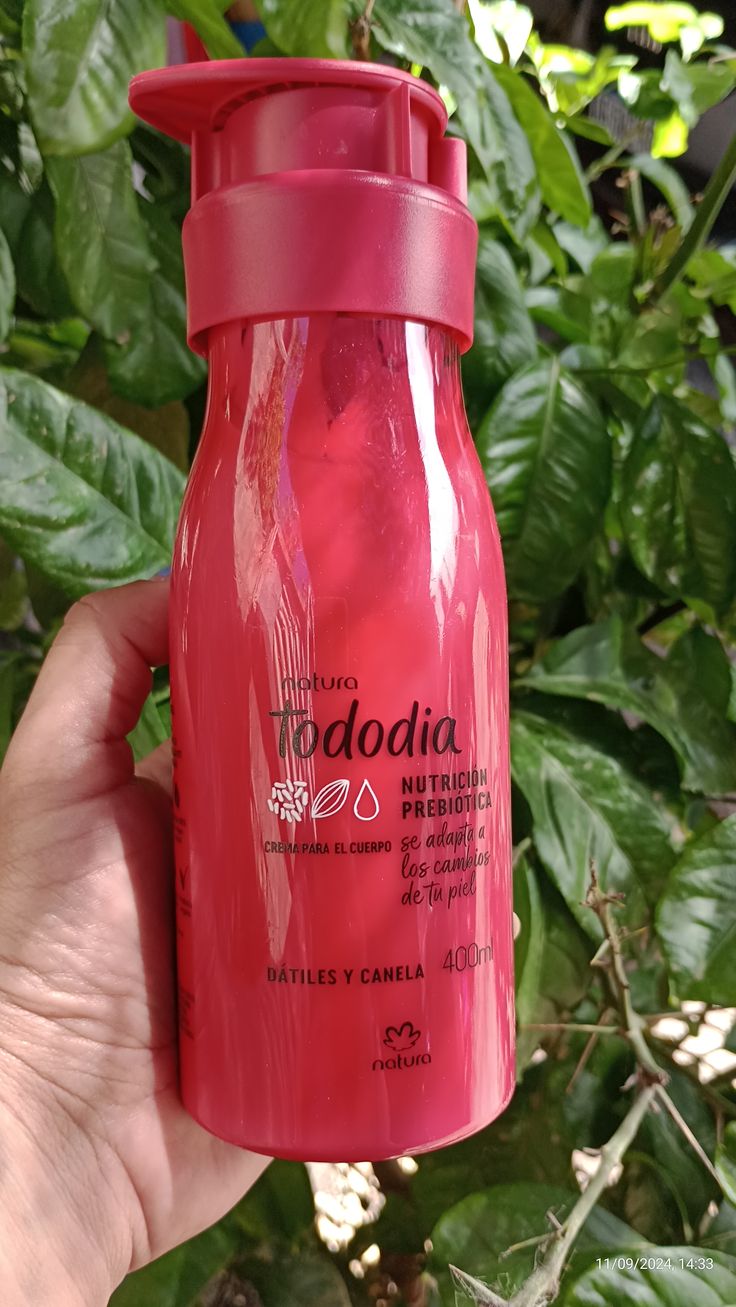 natura
Tododia
NUTRICIÓN
PREBIÓTICA
CREMA PARA EL CUERPO
se adapta a
los cambios
de tu piel
DÁTILES Y CANELA
400ml
natura
11/09/2024, 14:33